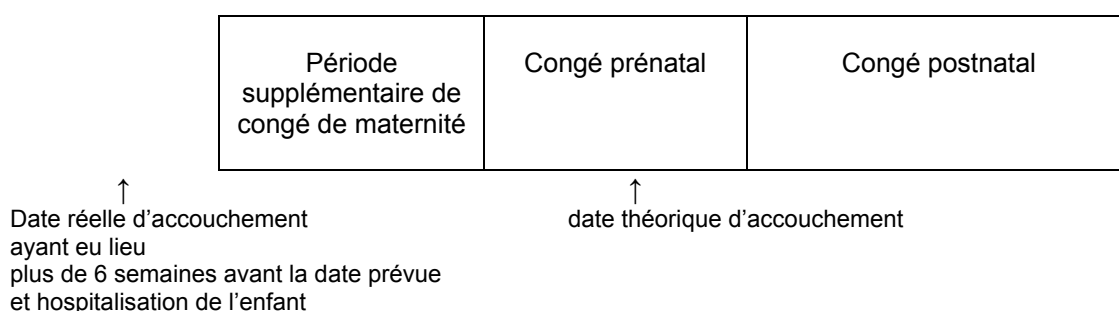 Période
supplémentaire de
congé de maternité
Congé prénatal
Congé postnatal
↑
↑
Date réelle d’accouchement
ayant eu lieu
plus de 6 semaines avant la date prévue
et hospitalisation de l’enfant
date théorique d’accouchement